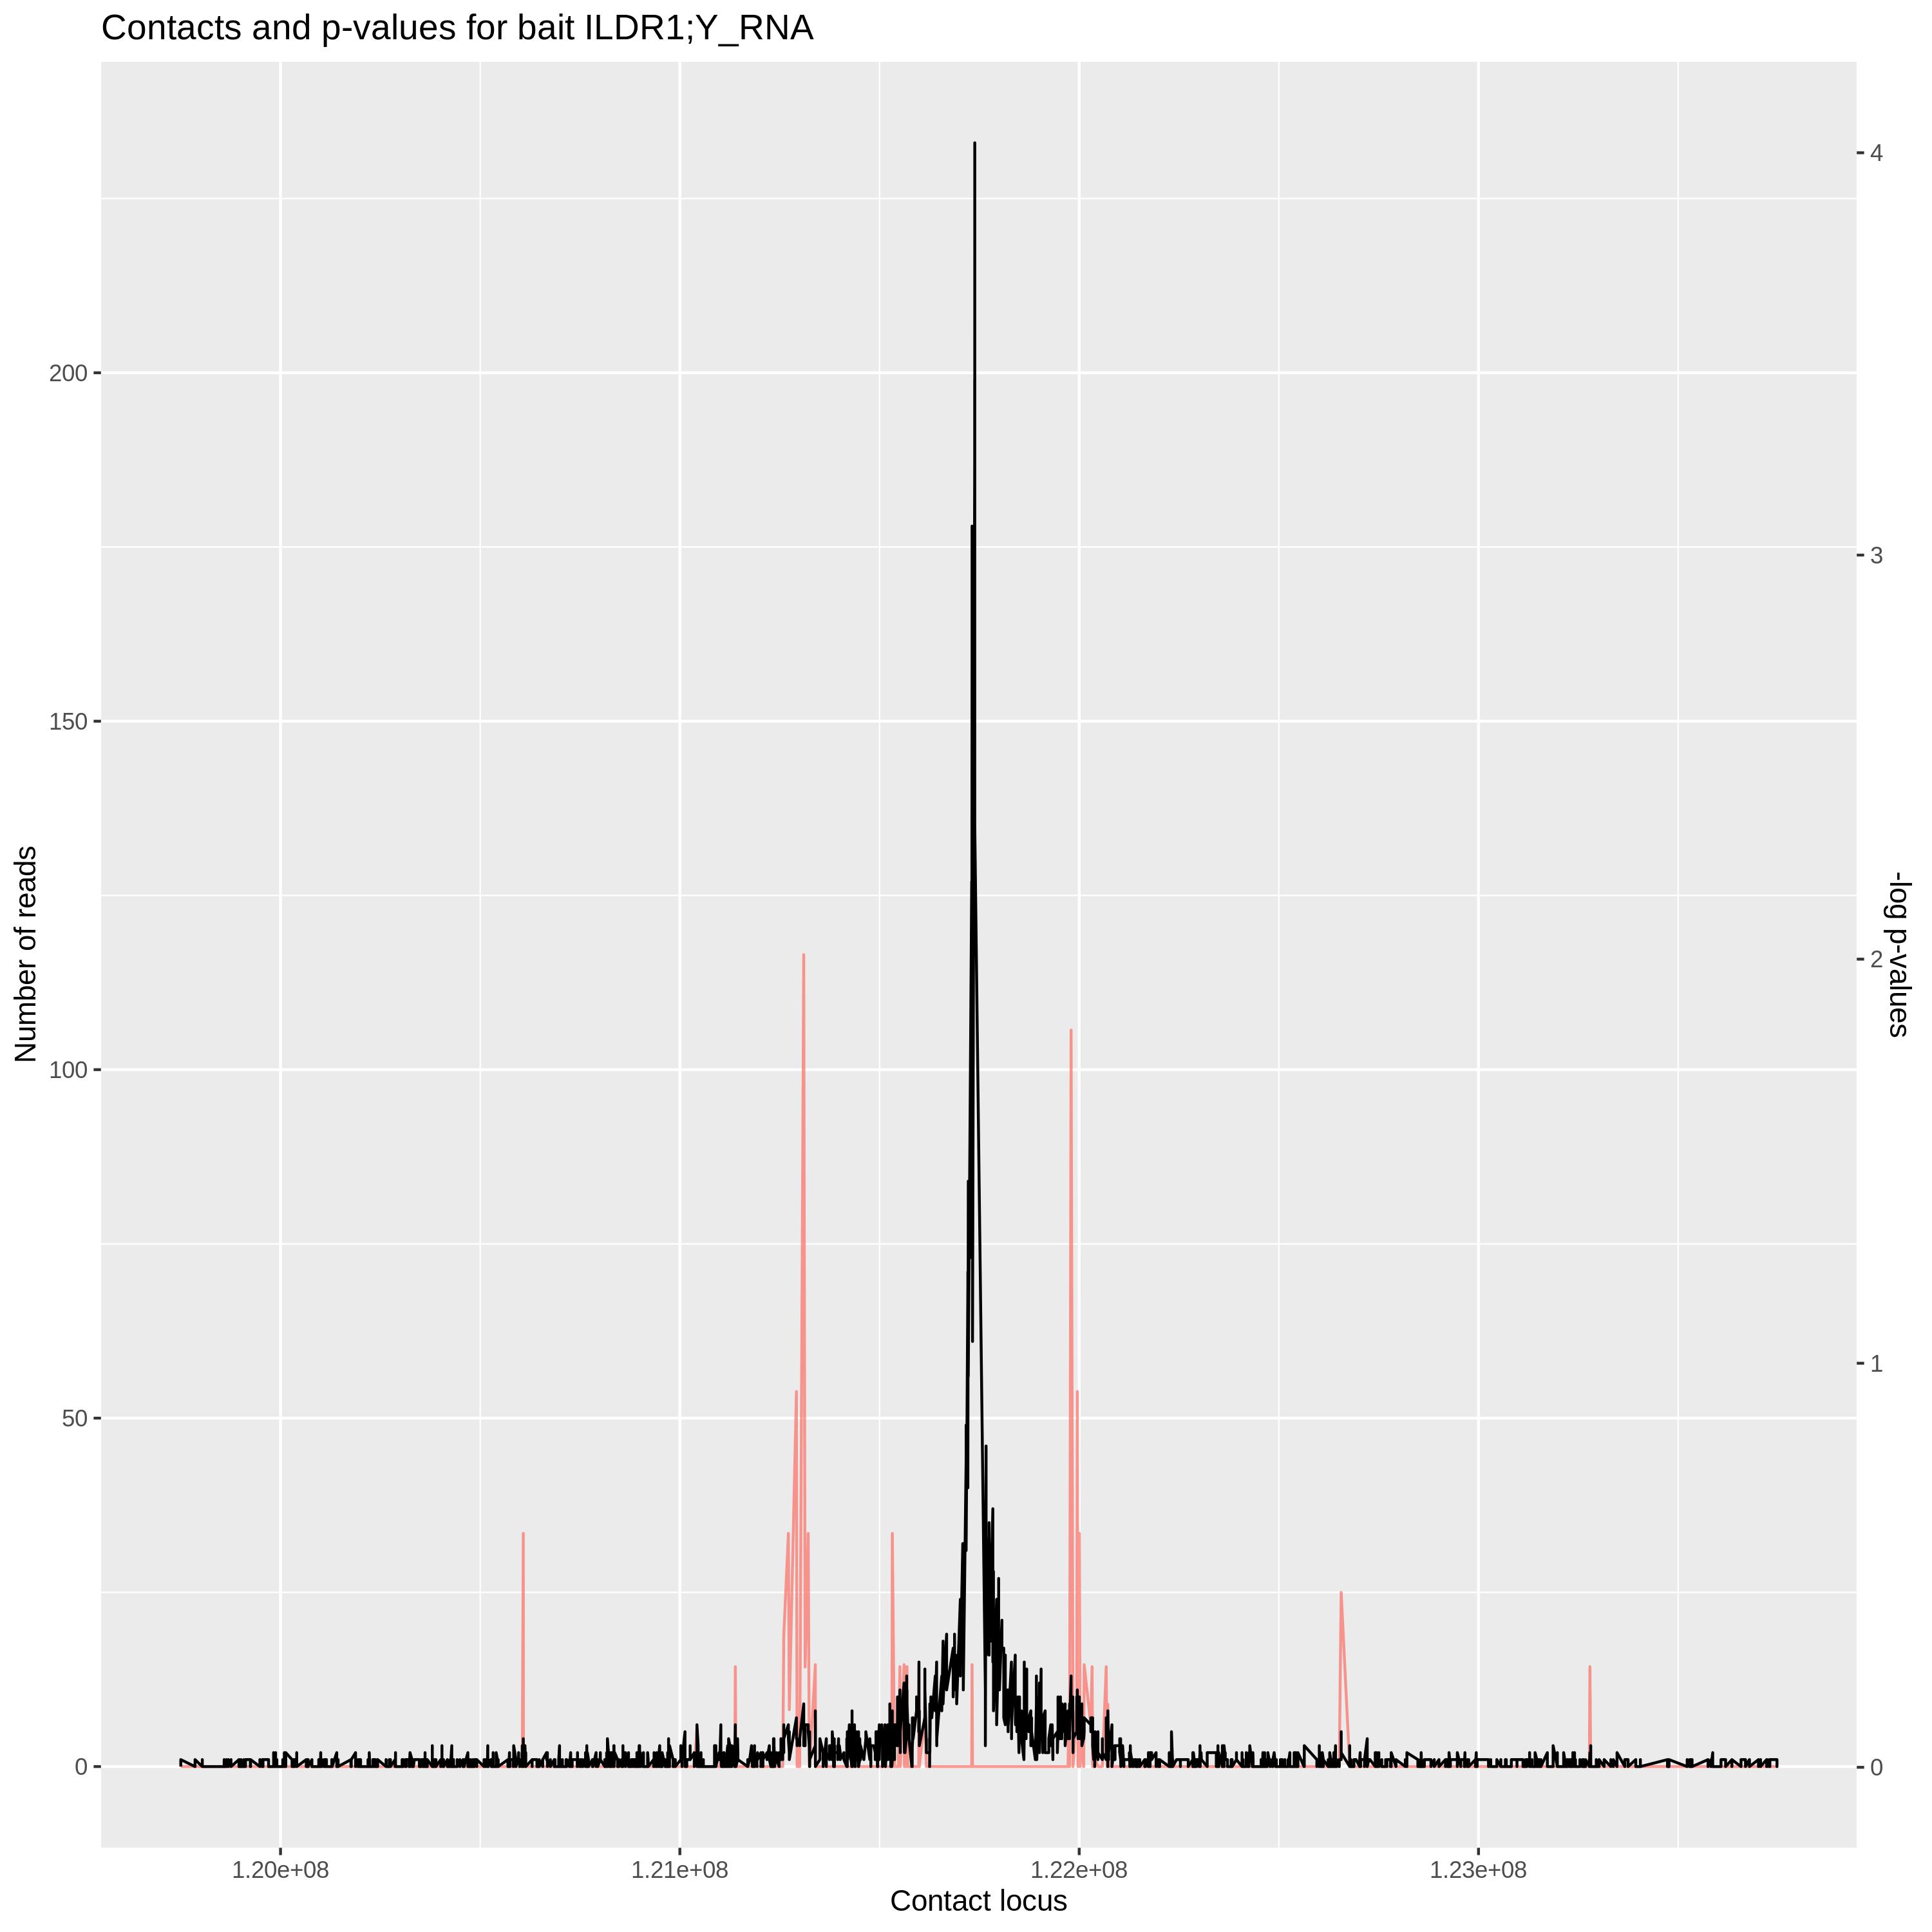 Contacts and p-values for bait ILDR1;Y_RNA
Number of reads
200
150
100
50
0
4
3
2
1
0
-log p-values
1.20e+08
1.21e+08
1.22e+08
1.23e+08
Contact locus